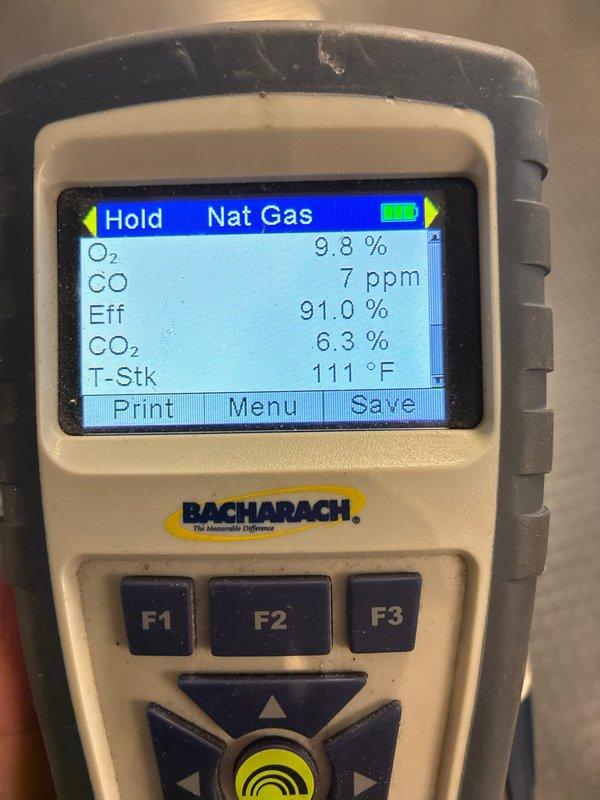 Hold Nat Gas
O₂ 9.8 %
CO 7 ppm
Eff 91.0 %
CO₂ 6.3 %
T-Stk 111 °F
Print Menu Save
BACHARACH®
The Measurable Difference
F1 F2 F3